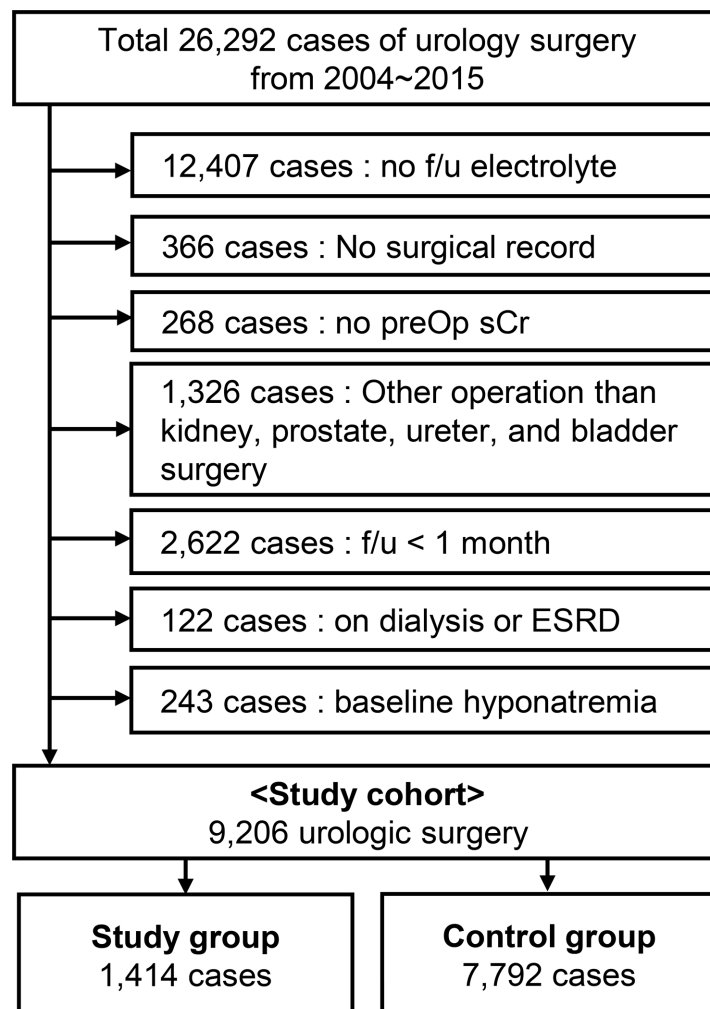 Total 26,292 cases of urology surgery
from 2004~2015
12,407 cases : no f/u electrolyte
366 cases : No surgical record
268 cases : no preOp sCr
1,326 cases : Other operation than
kidney, prostate, ureter, and bladder
surgery
2,622 cases : f/u < 1 month
122 cases : on dialysis or ESRD
243 cases : baseline hyponatremia
<Study cohort>
9,206 urologic surgery
Study group
1,414 cases
Control group
7,792 cases